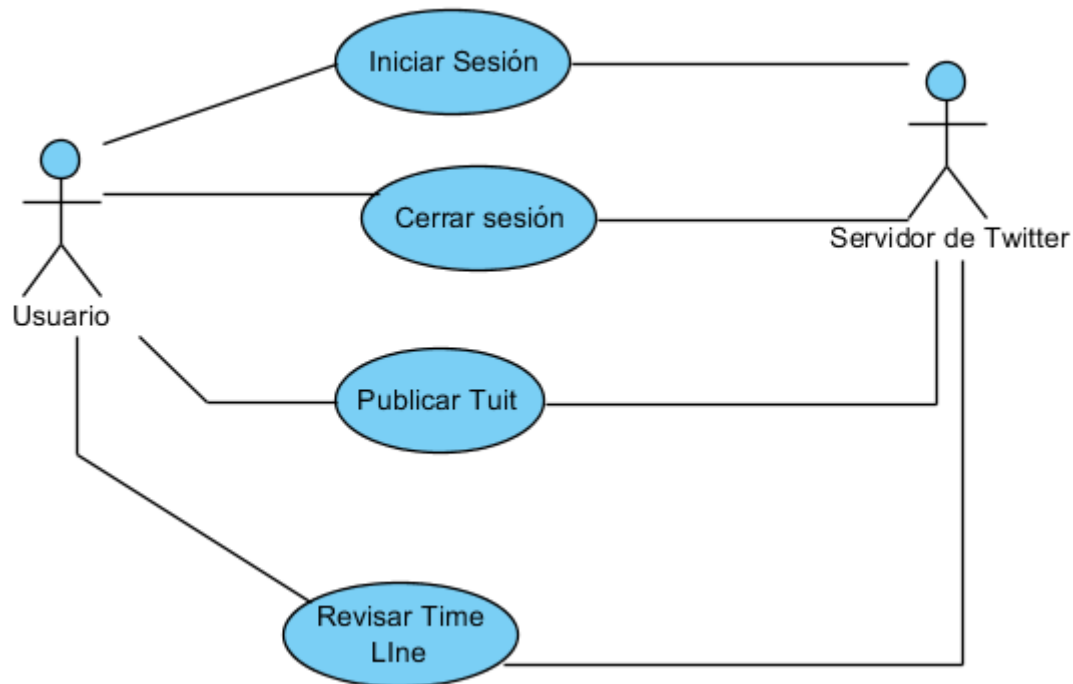 Iniciar Sesión
Cerrar sesión
Servidor de Twitter
Usuario
Publicar Tuit
Revisar Time
LIne